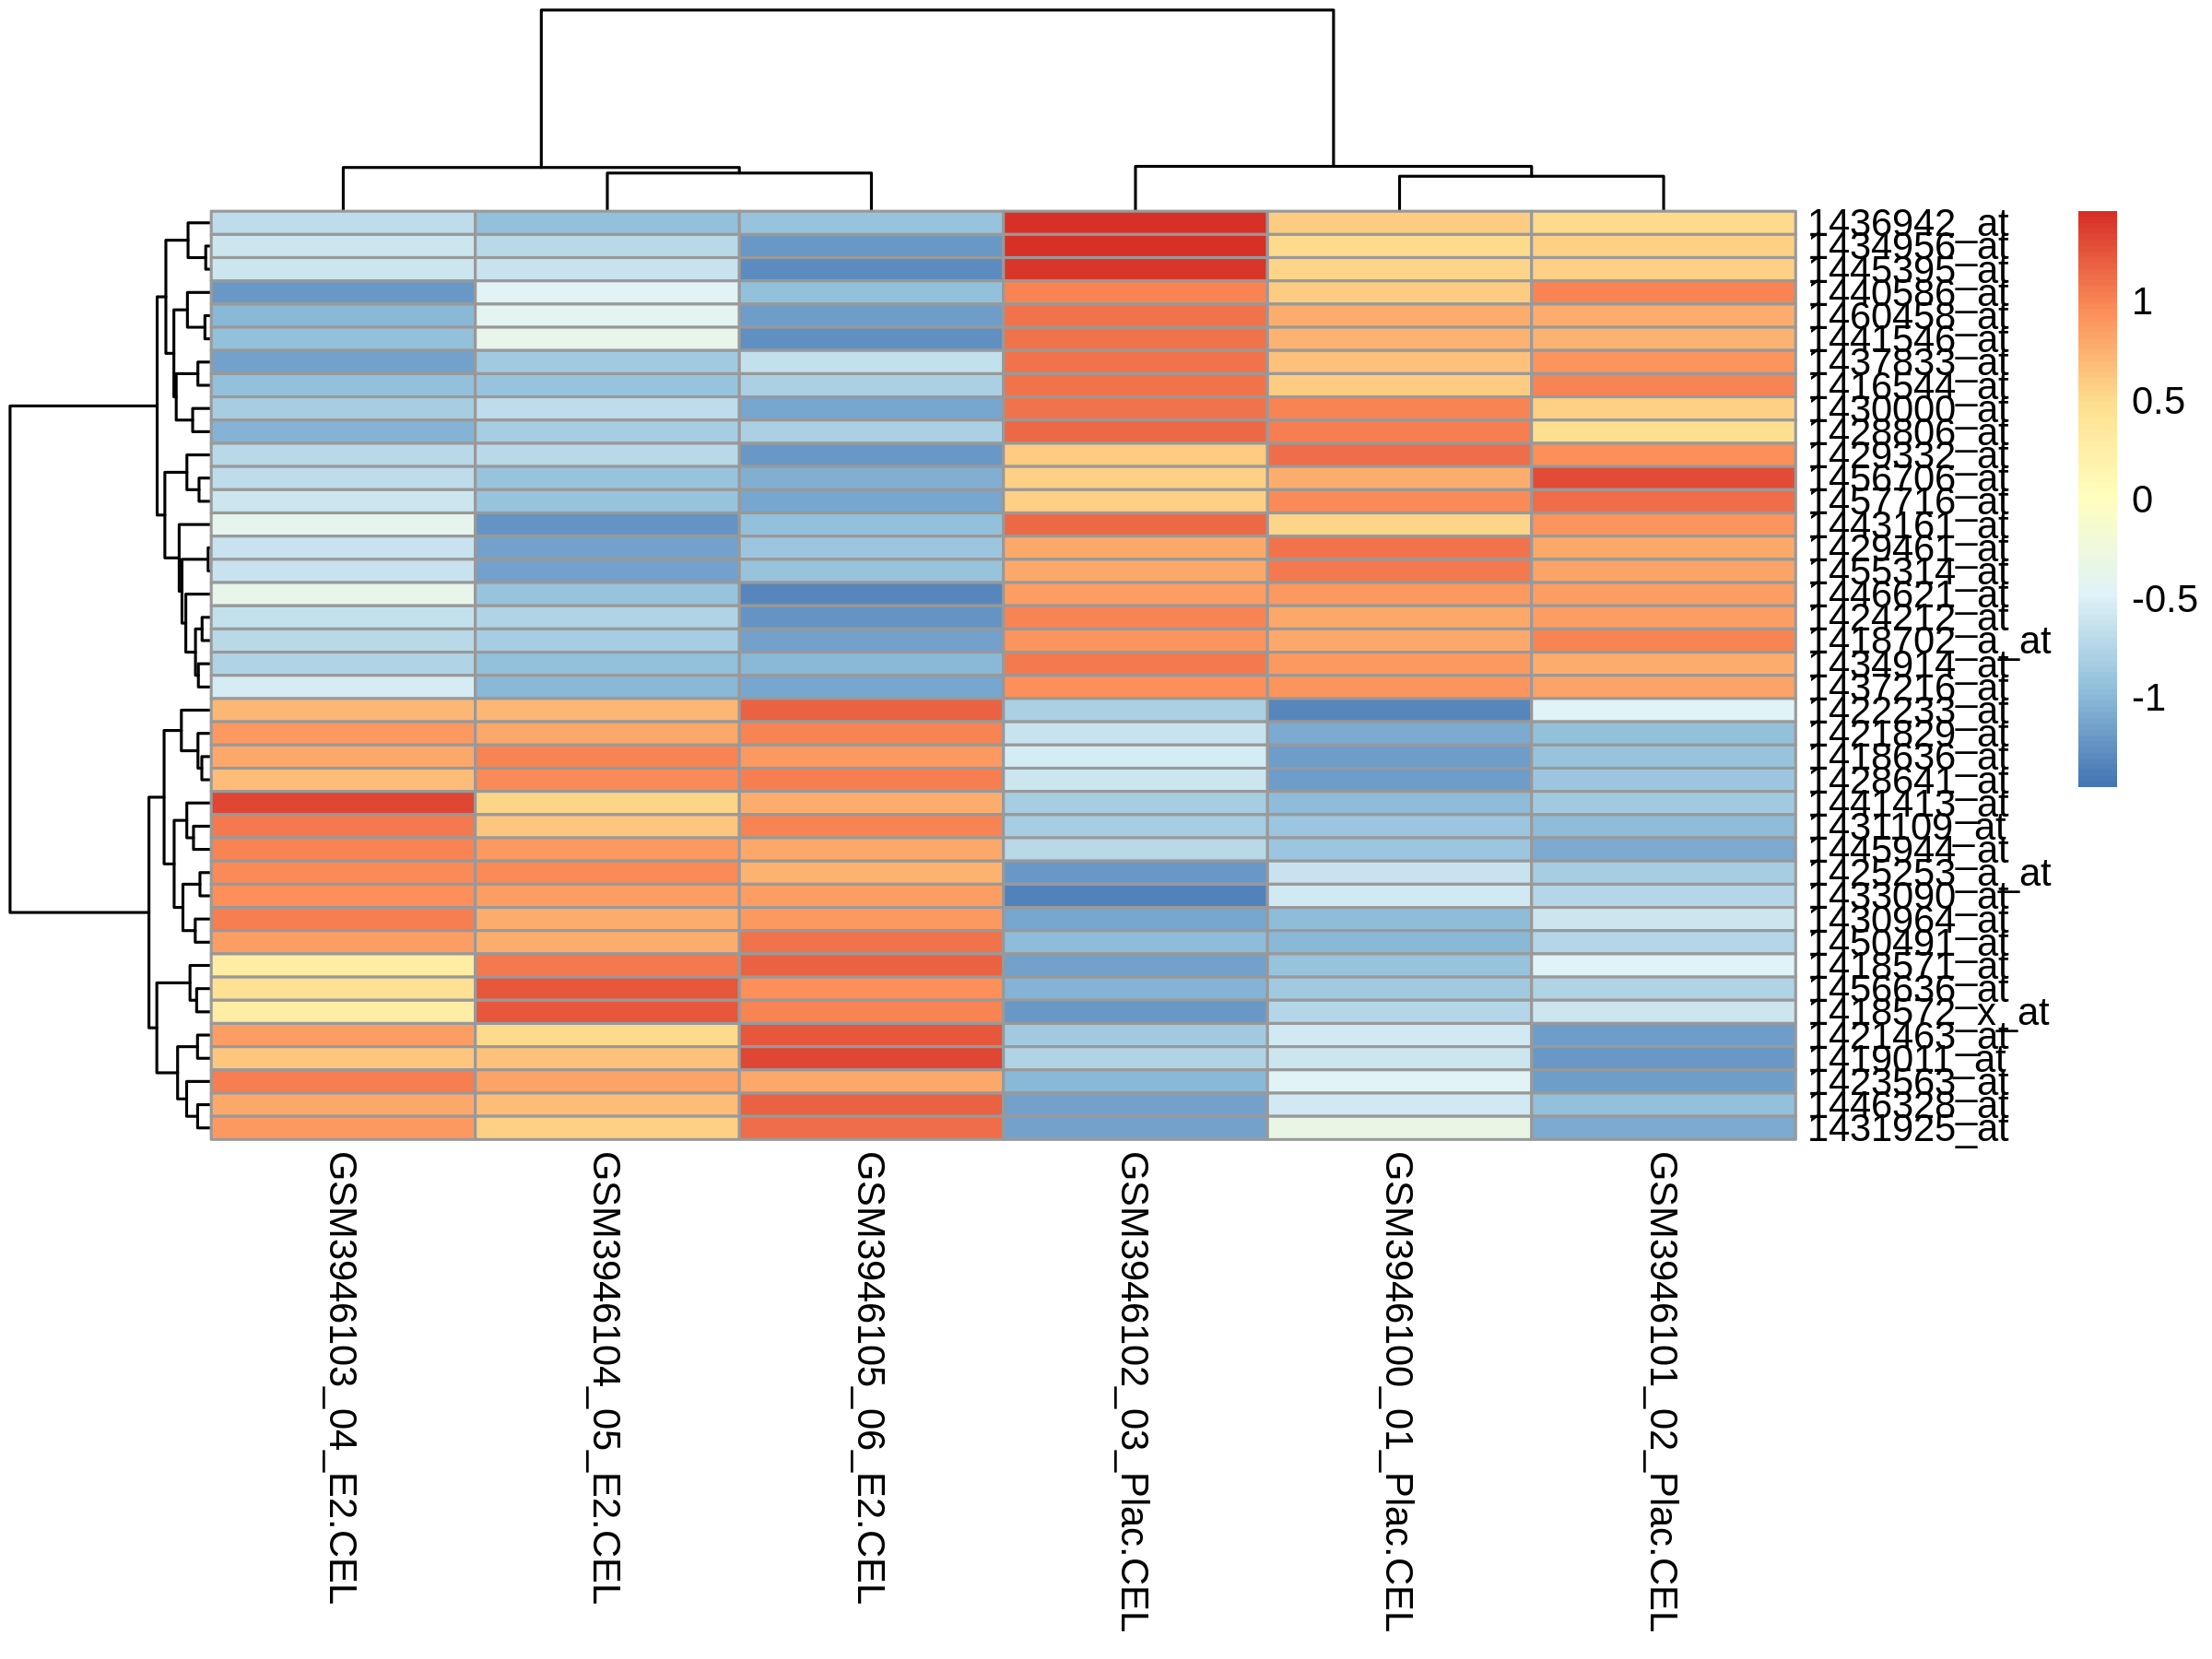 1436942_at
1434956_at
1445395_at
1440586_at
1460458_at
1441546_at
1437833_at
1416544_at
1430000_at
1428806_at
1429332_at
1456706_at
1457716_at
1443161_at
1429461_at
1455314_at
1446621_at
1424212_at
1418702_a_at
1434914_at
1437216_at
1422233_at
1421829_at
1418636_at
1428641_at
1441413_at
1431109_at
1445944_at
1425253_a_at
1433090_at
1430964_at
1450491_at
1418571_at
1456636_at
1418572_x_at
1421463_at
1419011_at
1423563_at
1446328_at
1431925_at
1
0.5
0
-0.5
-1
GSM3946103_04_E2.CEL
GSM3946104_05_E2.CEL
GSM3946105_06_E2.CEL
GSM3946102_03_Plac.CEL
GSM3946100_01_Plac.CEL
GSM3946101_02_Plac.CEL